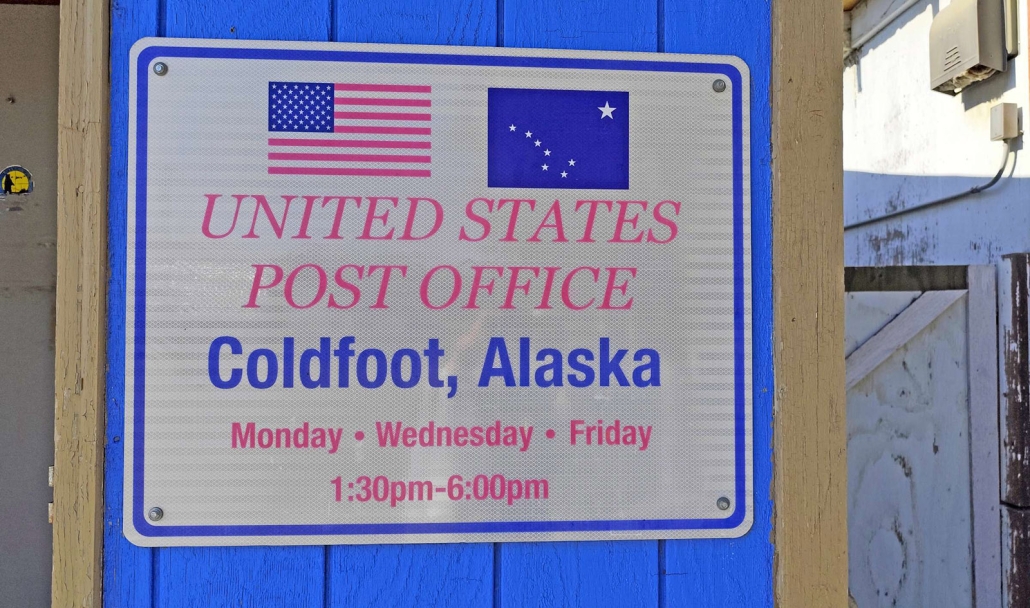 UNITED STATES
POST OFFICE
Coldfoot, Alaska
Monday • Wednesday • Friday
1:30pm-6:00pm